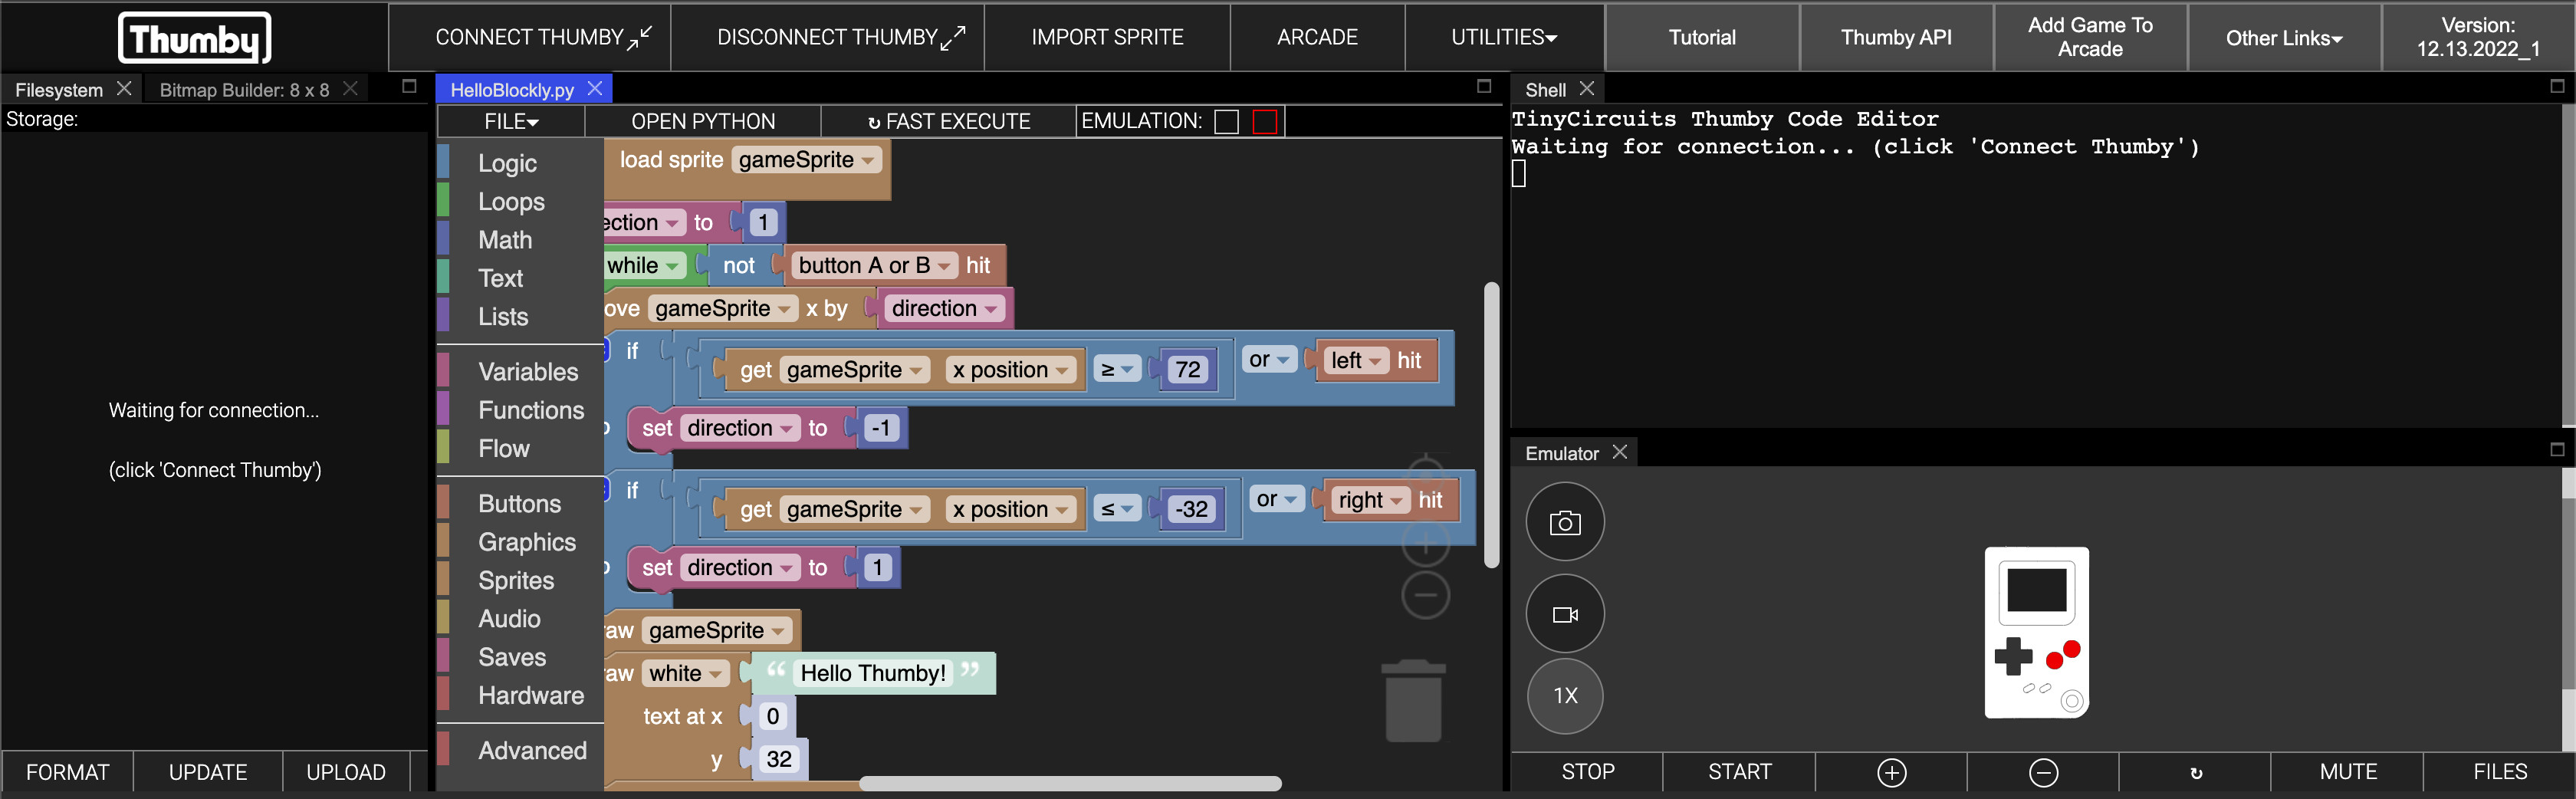 Thumby
CONNECT THUMBY
DISCONNECT THUMBY
IMPORT SPRITE
ARCADE
UTILITIES
Tutorial
Thumby API
Add Game To
Arcade
Other Links
Version:
12.13.2022_1
Filesystem
Bitmap Builder: 8 x 8
Storage:
Waiting for connection...
(click 'Connect Thumby')
FORMAT
UPDATE
UPLOAD
HelloBlockly.py
FILE
OPEN PYTHON
↻ FAST EXECUTE
EMULATION:
Logic
Loops
Math
Text
Lists
Variables
Functions
Flow
Buttons
Graphics
Sprites
Audio
Saves
Hardware
Advanced
load sprite gameSprite
ection to 1
while not button A or B hit
ove gameSprite x by direction
if get gameSprite x position ≥ 72 or left hit
set direction to -1
if get gameSprite x position ≤ -32 or right hit
set direction to 1
raw gameSprite
raw white “ Hello Thumby! ”
text at x 0
y 32
Shell
TinyCircuits Thumby Code Editor
Waiting for connection... (click 'Connect Thumby')
Emulator
1X
STOP
START
MUTE
FILES